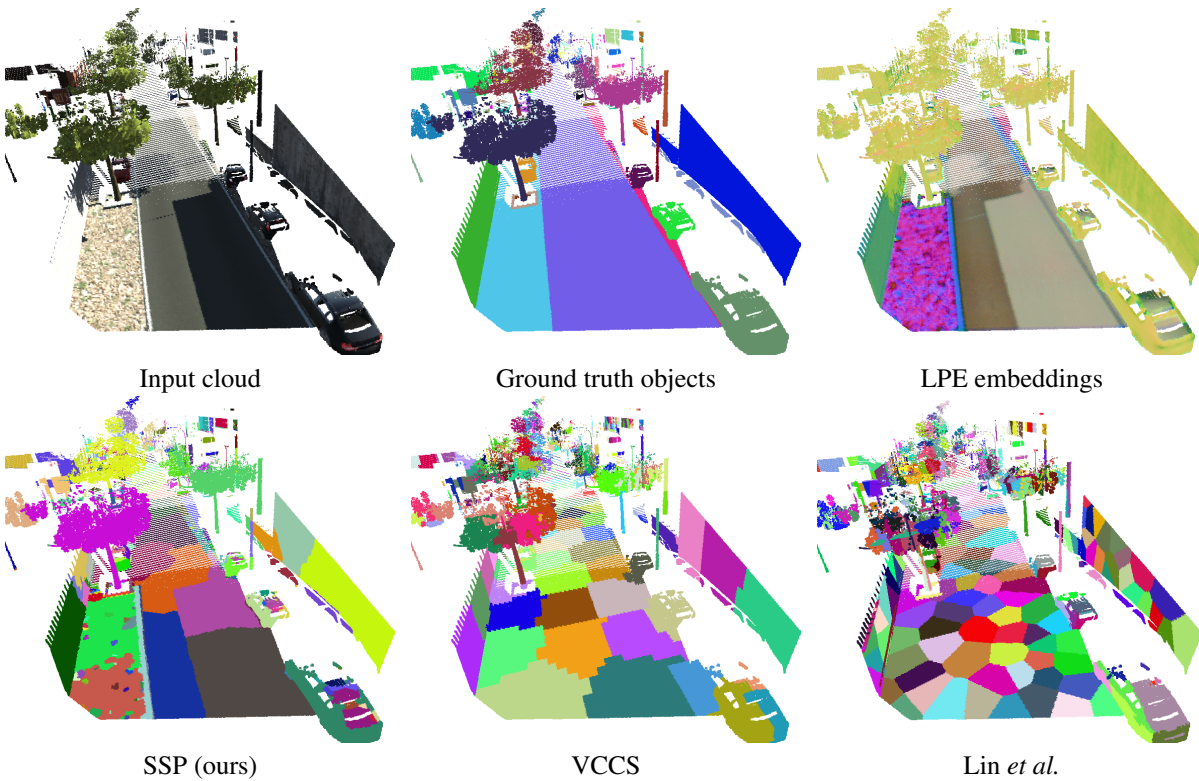 Input cloud
Ground truth objects
LPE embeddings
SSP (ours)
VCCS
Lin et al.